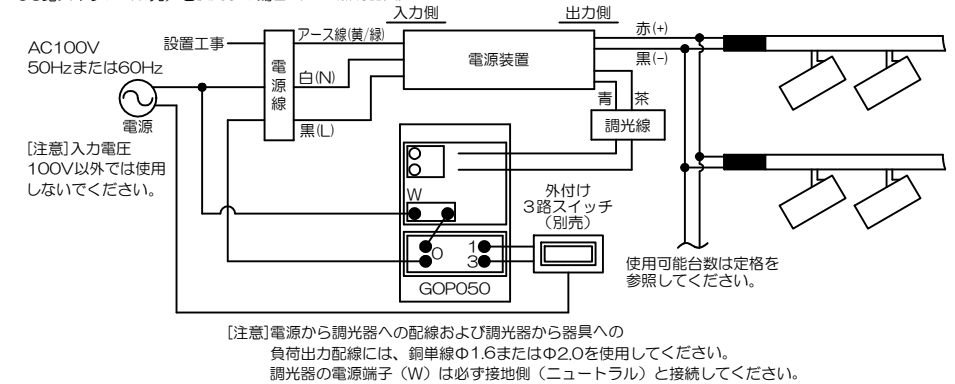 入力側
出力側
AC100V
50Hzまたは60Hz
設置工事
アース線(黄/緑)
電源線
白(N)
黒(L)
電源装置
赤(+)
黒(-)
青 茶
調光線
電源
[注意]入力電圧
100V以外では使用
しないでください。
W
0
1
3
GOP050
外付け
3路スイッチ
(別売)
使用可能台数は定格を
参照してください。
[注意]電源から調光器への配線および調光器から器具への
負荷出力配線には、銅単線Φ1.6またはΦ2.0を使用してください。
調光器の電源端子(W)は必ず接地側(ニュートラル)と接続してください。